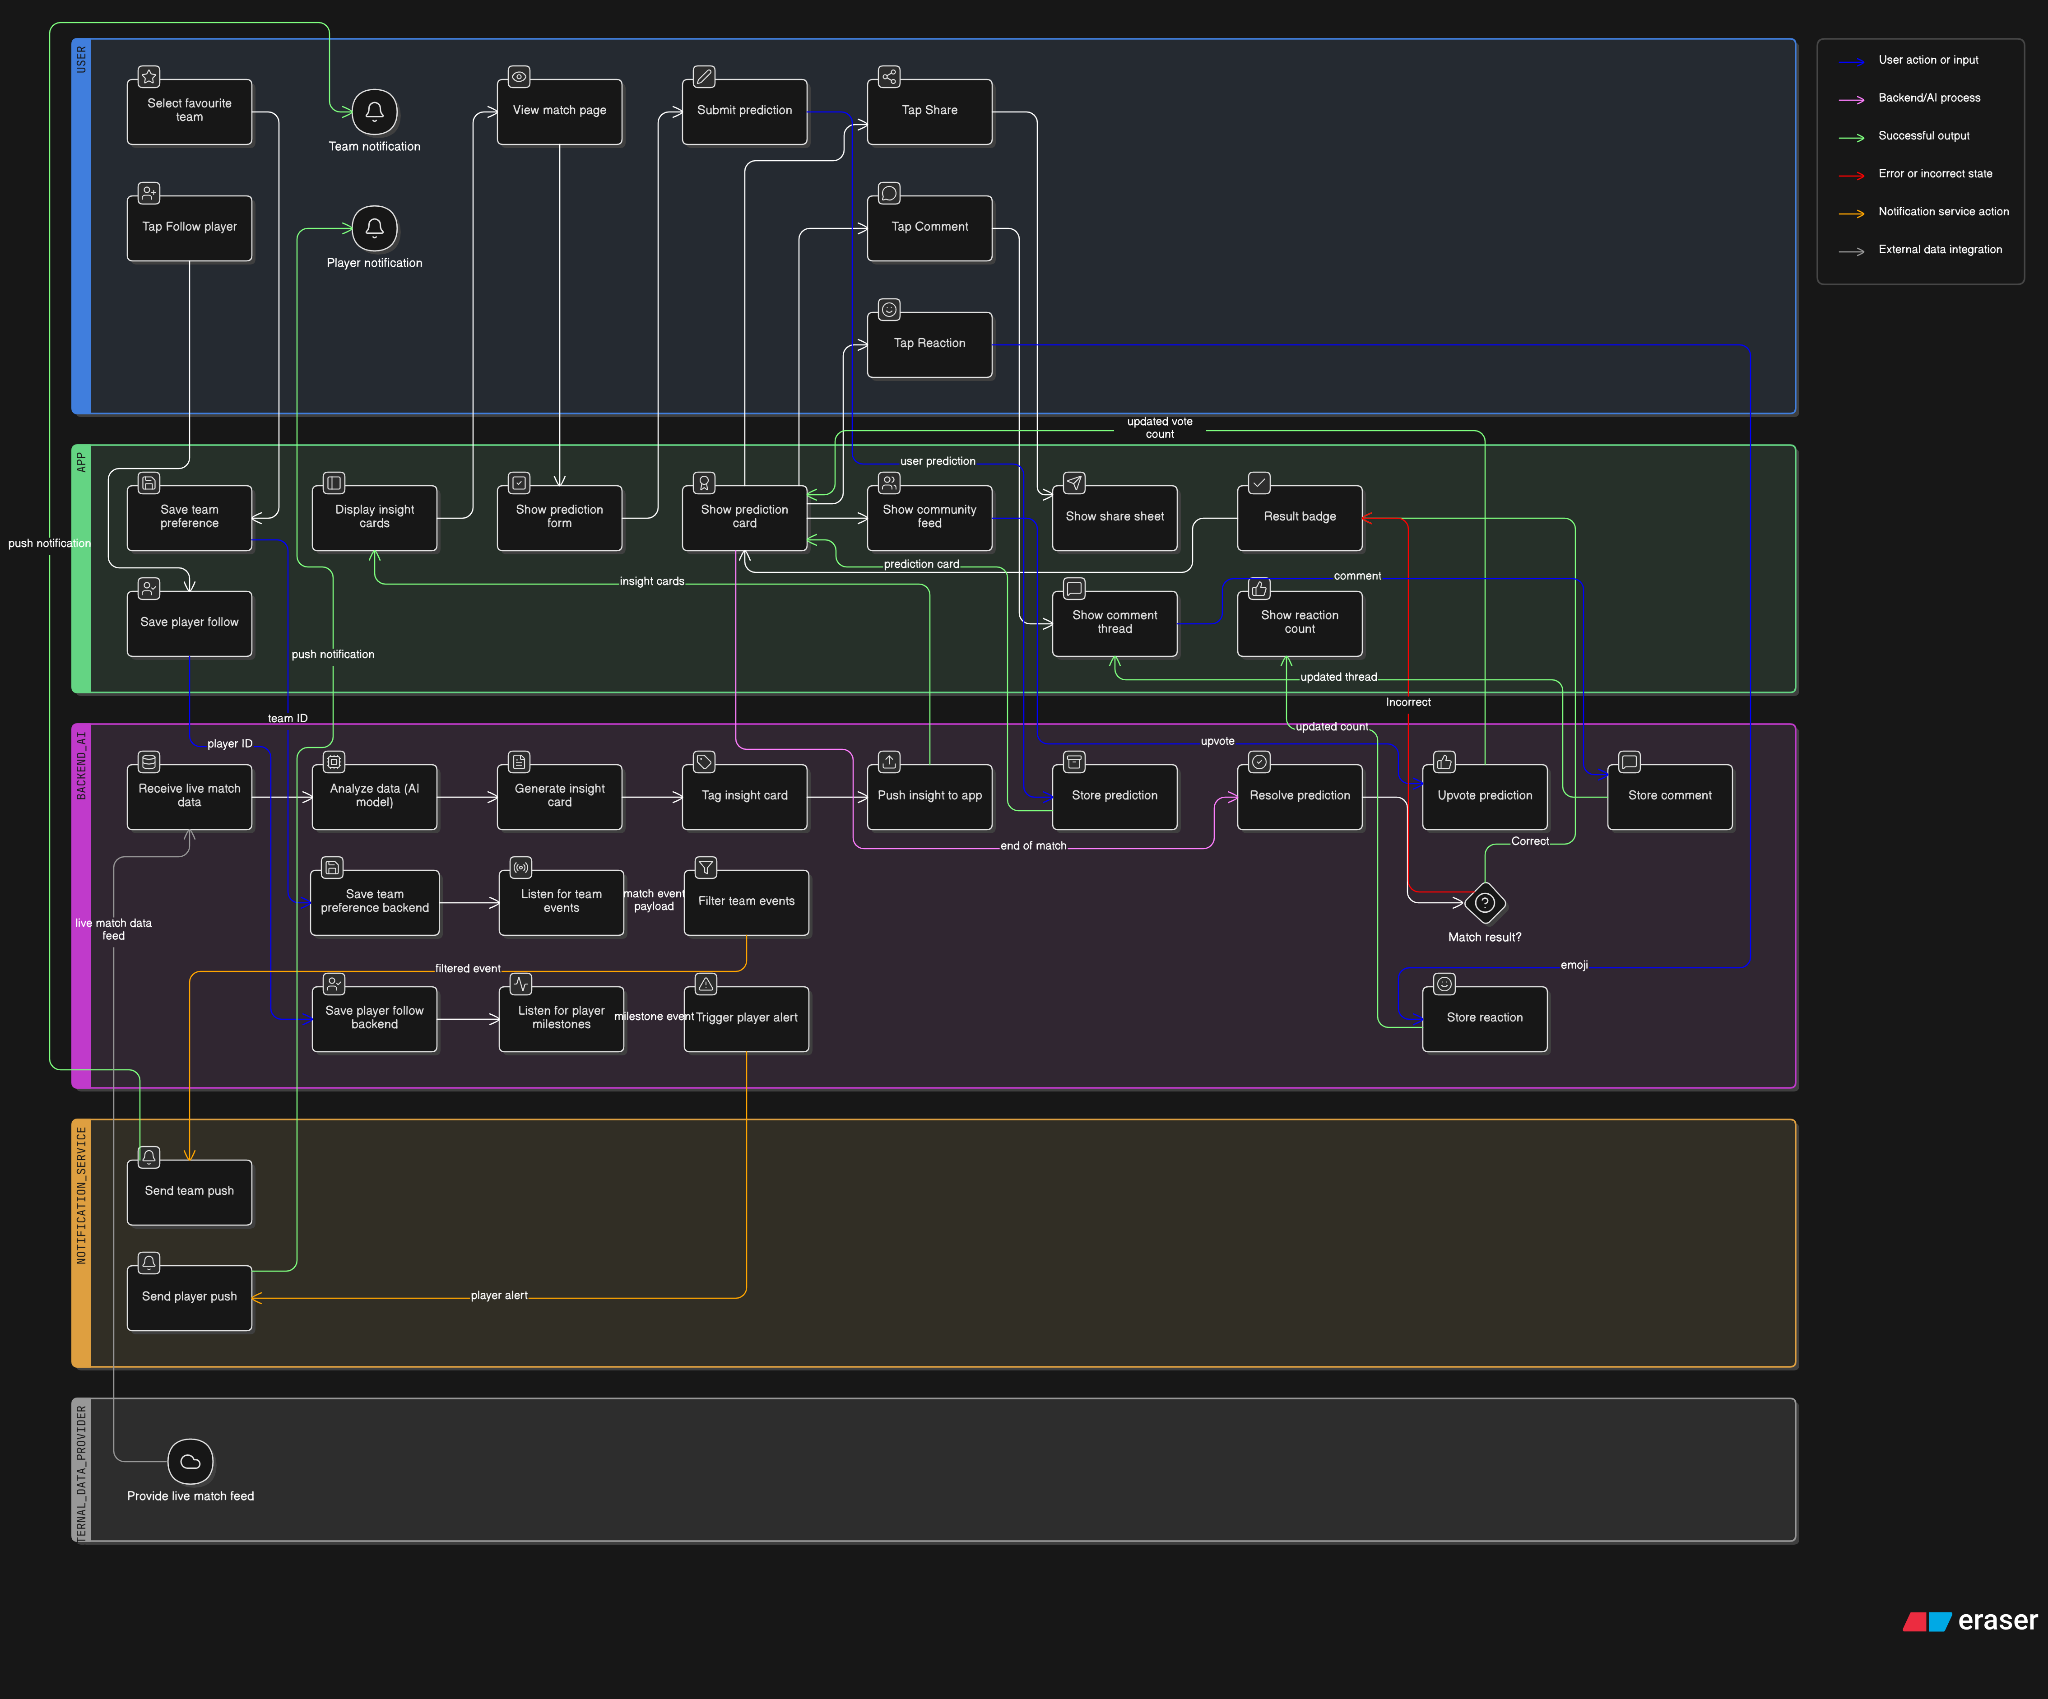 USER
Select favourite
team
Team notification
View match page
Submit prediction
Tap Share
Tap Follow player
Player notification
Tap Comment
Tap Reaction
User action or input
Backend/AI process
Successful output
Error or incorrect state
Notification service action
External data integration
updated vote
count
APP
user prediction
Save team
preference
Display insight
cards
Show prediction
form
Show prediction
card
Show community
feed
Show share sheet
Result badge
push notification
prediction card
insight cards
comment
Save player follow
Show comment
thread
Show reaction
count
push notification
updated thread
Incorrect
team ID
updated count
BACKEND_AI
player ID
upvote
Receive live match
data
Analyze data (AI
model)
Generate insight
card
Tag insight card
Push insight to app
Store prediction
Resolve prediction
Upvote prediction
Store comment
end of match
Correct
Save team
preference backend
Listen for team
events
match event
payload
Filter team events
live match data
feed
Match result?
filtered event
emoji
Save player follow
backend
Listen for player
milestones
milestone event
Trigger player alert
Store reaction
NOTIFICATION_SERVICE
Send team push
Send player push
player alert
TERNAL_DATA_PROVIDER
Provide live match feed
eraser